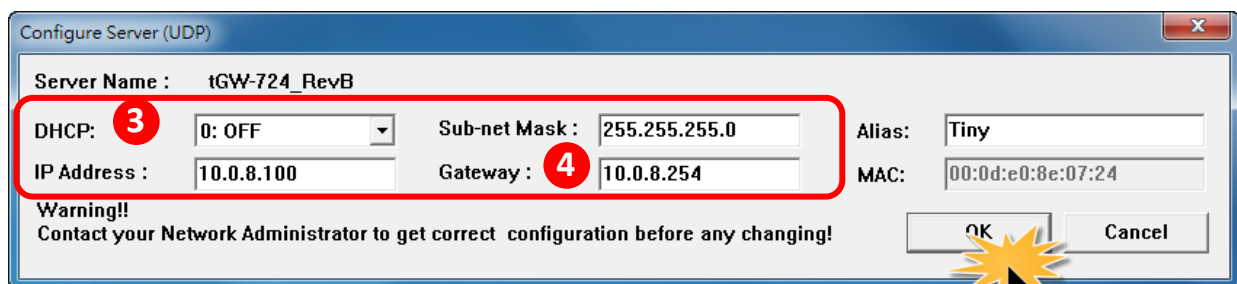 Configure Server (UDP)
x
Server Name : tGW-724_RevB
DHCP: 3 0: OFF Sub-net Mask : 255.255.255.0 Alias: Tiny
IP Address : 10.0.8.100 Gateway : 4 10.0.8.254 MAC: 00:0d:e0:8e:07:24
Warning!!
Contact your Network Administrator to get correct configuration before any changing!
OK Cancel